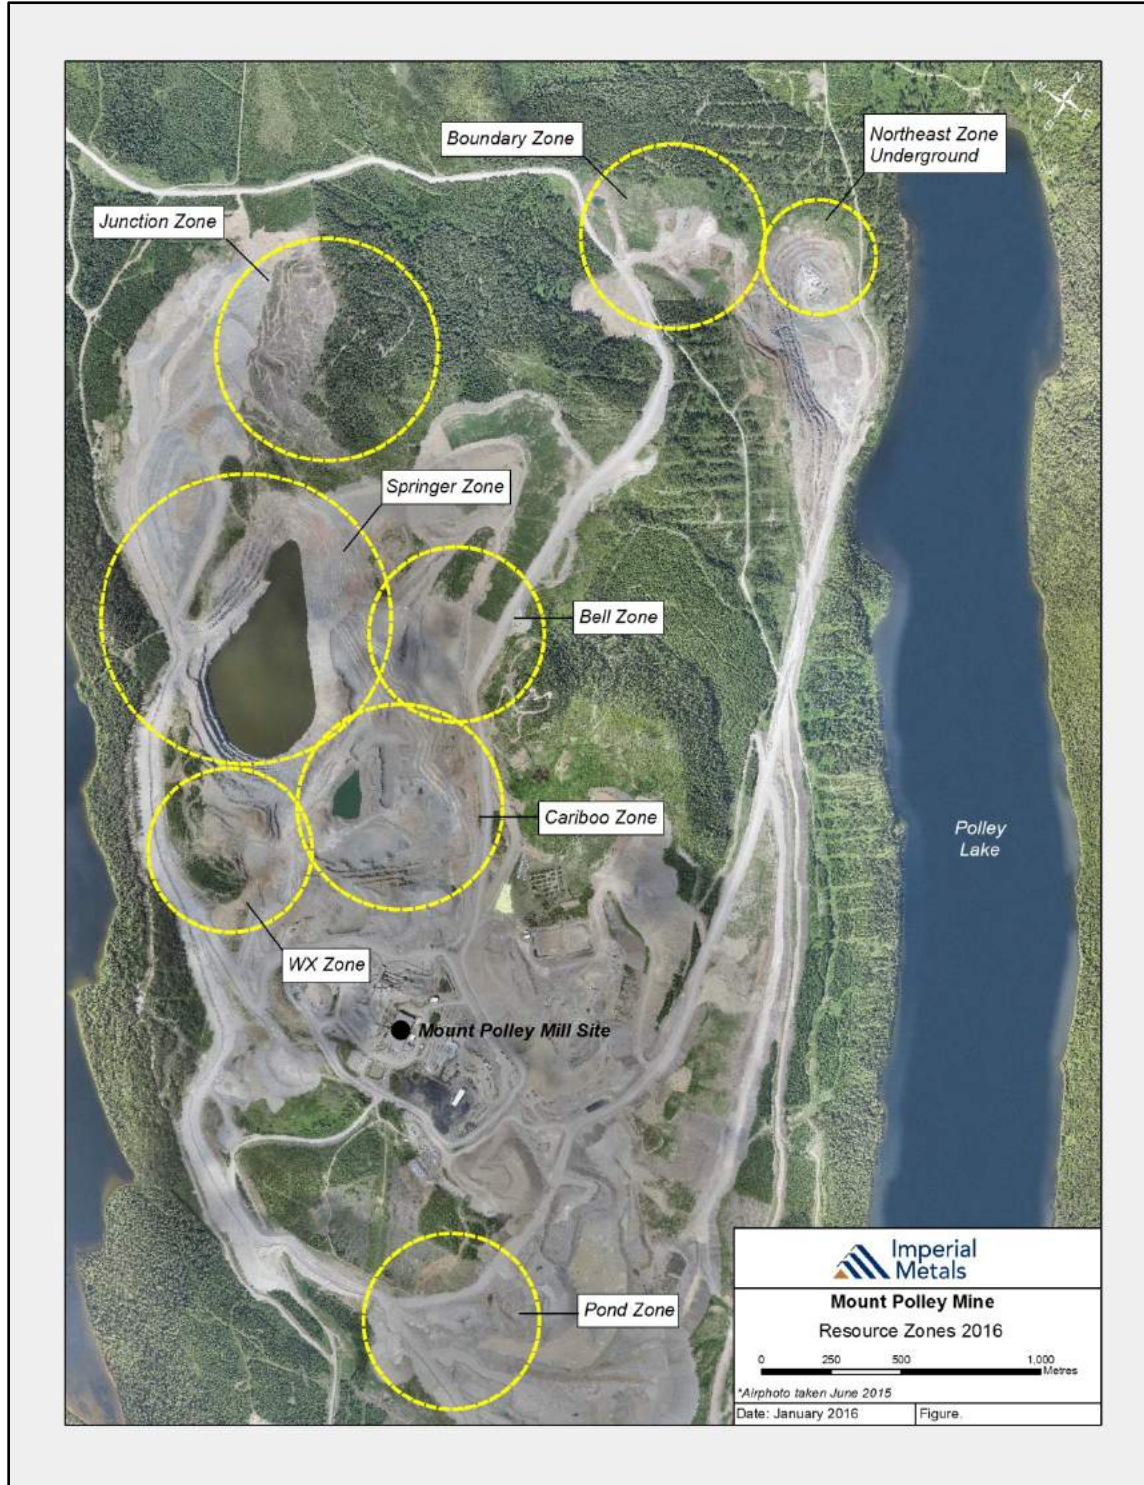 N
W
E
S
Boundary Zone
Northeast Zone
Underground
Junction Zone
Springer Zone
Bell Zone
Cariboo Zone
Polley
Lake
WX Zone
Mount Polley Mill Site
Pond Zone
Imperial
Metals
Mount Polley Mine
Resource Zones 2016
0 250 500 1,000
Metres
*Airphoto taken June 2015
Date: January 2016 Figure.